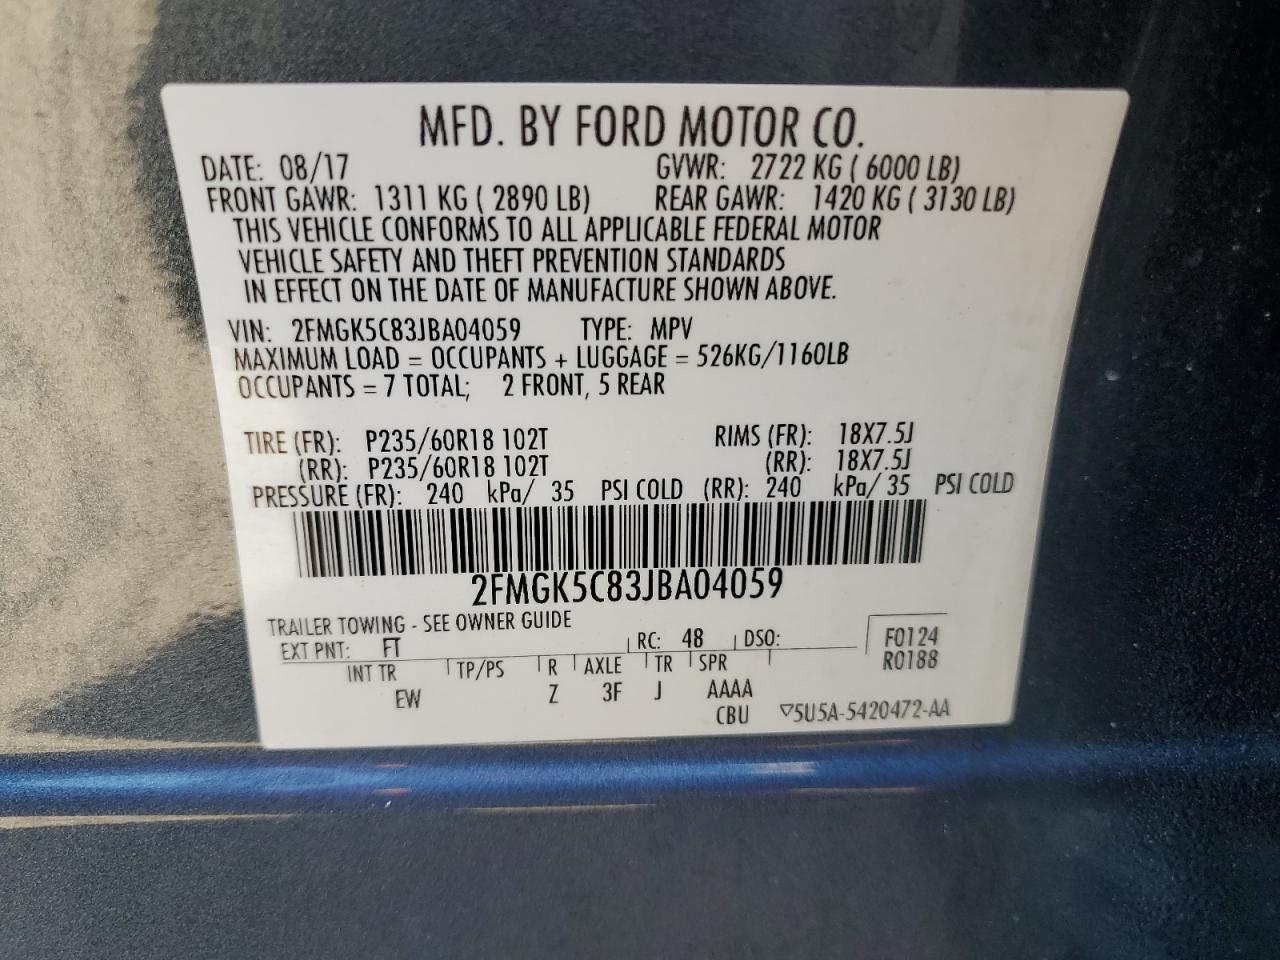 MFD. BY FORD MOTOR CO.
DATE: 08/17 GVWR: 2722 KG ( 6000 LB)
FRONT GAWR: 1311 KG ( 2890 LB) REAR GAWR: 1420 KG ( 3130 LB)
THIS VEHICLE CONFORMS TO ALL APPLICABLE FEDERAL MOTOR
VEHICLE SAFETY AND THEFT PREVENTION STANDARDS
IN EFFECT ON THE DATE OF MANUFACTURE SHOWN ABOVE.
VIN: 2FMGK5C83JBA04059 TYPE: MPV
MAXIMUM LOAD = OCCUPANTS + LUGGAGE = 526KG/1160LB
OCCUPANTS = 7 TOTAL; 2 FRONT, 5 REAR
TIRE (FR): P235/60R18 102T RIMS (FR): 18X7.5J
(RR): P235/60R18 102T (RR): 18X7.5J
PRESSURE (FR): 240 kPa/ 35 PSI COLD (RR): 240 kPa/ 35 PSI COLD
2FMGK5C83JBA04059
TRAILER TOWING - SEE OWNER GUIDE
EXT PNT: FT RC: 48 DSO: F0124
R0188
INT TR TP/PS R AXLE TR SPR
EW Z 3F J AAAA
CBU ▽5U5A-5420472-AA